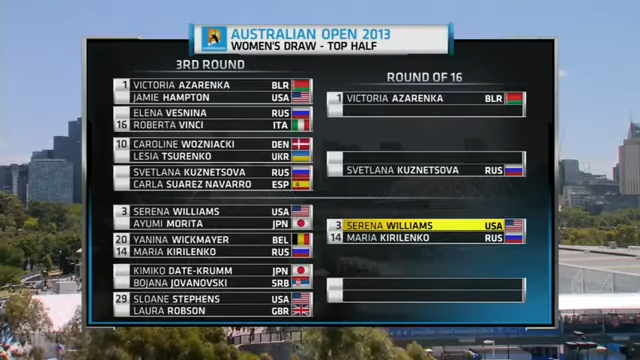 AUSTRALIAN OPEN 2013
WOMEN'S DRAW - TOP HALF
3RD ROUND
1 VICTORIA AZARENKA BLR
JAMIE HAMPTON USA
ELENA VESNINA RUS
16 ROBERTA VINCI ITA
10 CAROLINE WOZNIACKI DEN
LESIA TSURENKO UKR
SVETLANA KUZNETSOVA RUS
CARLA SUAREZ NAVARRO ESP
3 SERENA WILLIAMS USA
AYUMI MORITA JPN
20 YANINA WICKMAYER BEL
14 MARIA KIRILENKO RUS
KIMIKO DATE-KRUMM JPN
BOJANA JOVANOVSKI SRB
29 SLOANE STEPHENS USA
LAURA ROBSON GBR
ROUND OF 16
1 VICTORIA AZARENKA BLR
SVETLANA KUZNETSOVA RUS
3 SERENA WILLIAMS USA
14 MARIA KIRILENKO RUS